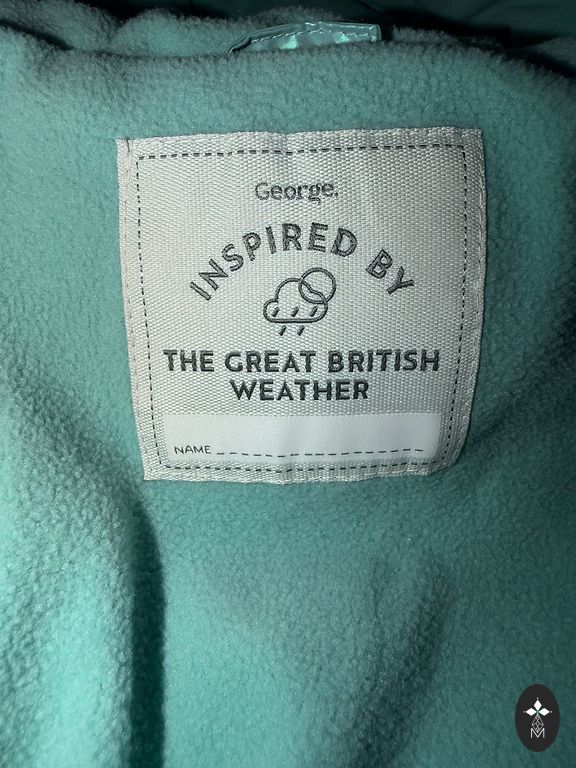 George.
INSPIRED BY
THE GREAT BRITISH
WEATHER
NAME
M